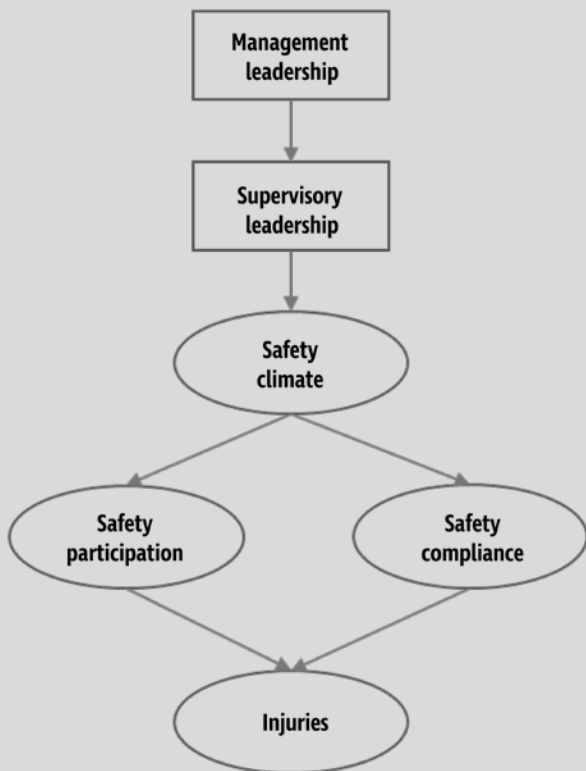 Management
leadership
Supervisory
leadership
Safety
climate
Safety
participation
Safety
compliance
Injuries